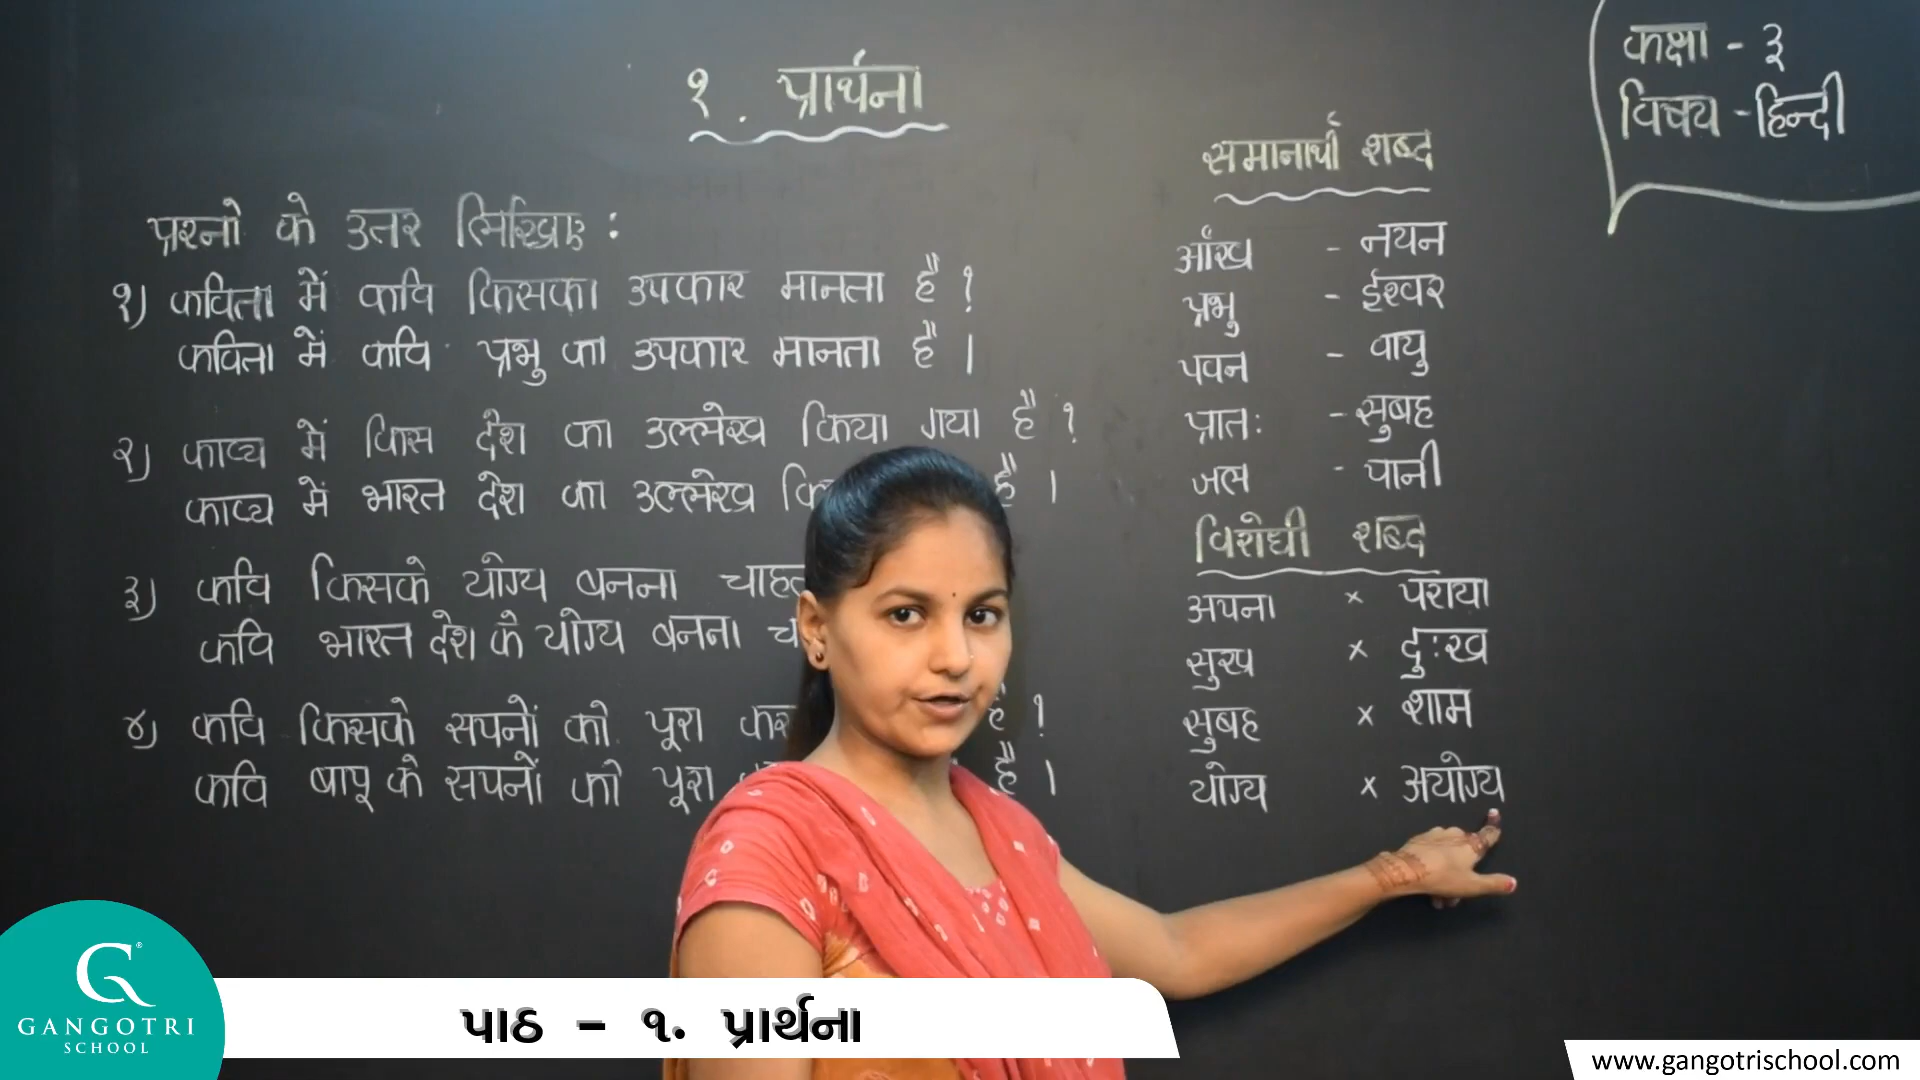 कक्षा - ३
विषय - हिन्दी
१. प्रार्थना
प्रश्नो के उत्तर लिखिए :
१) कविता में कवि किसका उपकार मानता है ?
कविता में कवि प्रभु का उपकार मानता है ।
२) काव्य में किस देश का उल्लेख किया गया है ?
काव्य में भारत देश का उल्लेख है ।
३) कवि किसके योग्य बनना
कवि भारत देश के योग्य बनना
४) कवि किसके सपनों को पूरा है ?
कवि बापू के सपनों को पूरा है ।
समानार्थी शब्द
आँख - नयन
प्रभु - ईश्वर
पवन - वायु
प्रातः - सुबह
जल - पानी
विरोधी शब्द
अपना × पराया
सुख × दुःख
सुबह × शाम
योग्य × अयोग्य
GANGOTRI
SCHOOL
પાઠ – ૧. પ્રાર્થના
www.gangotrischool.com